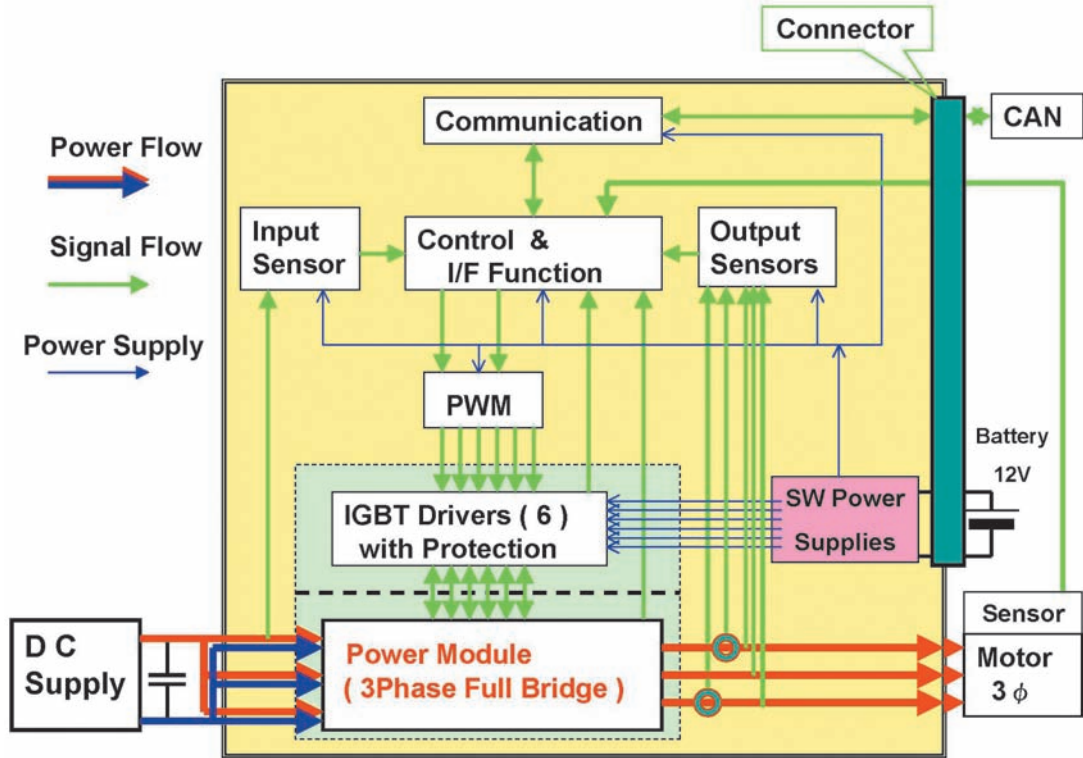 Connector
Communication
CAN
Power Flow
Signal Flow
Power Supply
Input
Sensor
Control &
I/F Function
Output
Sensors
PWM
Battery
12V
IGBT Drivers ( 6 )
with Protection
SW Power
Supplies
D C
Supply
Power Module
( 3Phase Full Bridge )
Sensor
Motor
3 ϕ